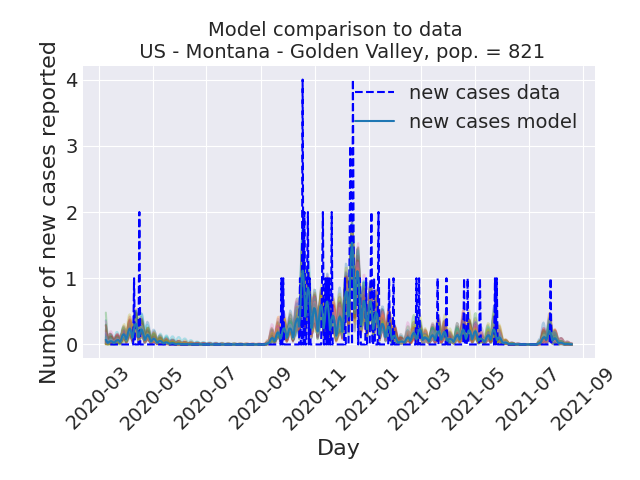 Model comparison to data
US - Montana - Golden Valley, pop. = 821
Number of new cases reported
4
3
2
1
0
new cases data
new cases model
2020-03
2020-05
2020-07
2020-09
2020-11
2021-01
2021-03
2021-05
2021-07
2021-09
Day